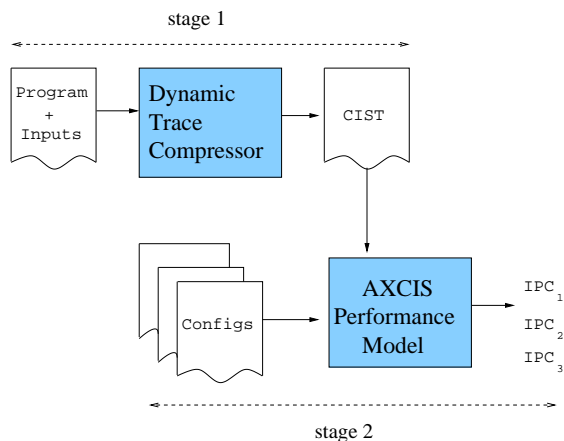 stage 1
Program
+
Inputs
Dynamic
Trace
Compressor
CIST
Configs
AXCIS
Performance
Model
IPC1
IPC2
IPC3
stage 2